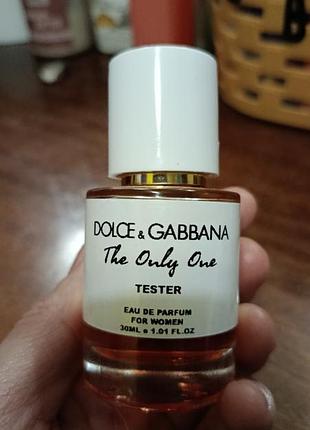 DOLCE & GABBANA
The Only One
TESTER
EAU DE PARFUM
FOR WOMEN
30ML e 1.01 FL.OZ